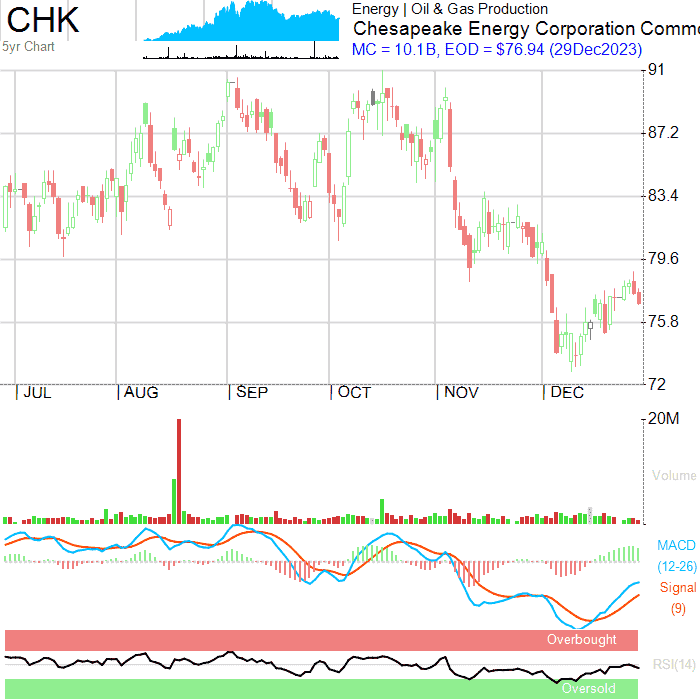 CHK
5yr Chart
Energy | Oil & Gas Production
Chesapeake Energy Corporation Commo
MC = 10.1B, EOD = $76.94 (29Dec2023)
91
87.2
83.4
79.6
75.8
72
JUL AUG SEP OCT NOV DEC
20M
Volume
MACD
(12-26)
Signal
(9)
Overbought
RSI(14)
Oversold